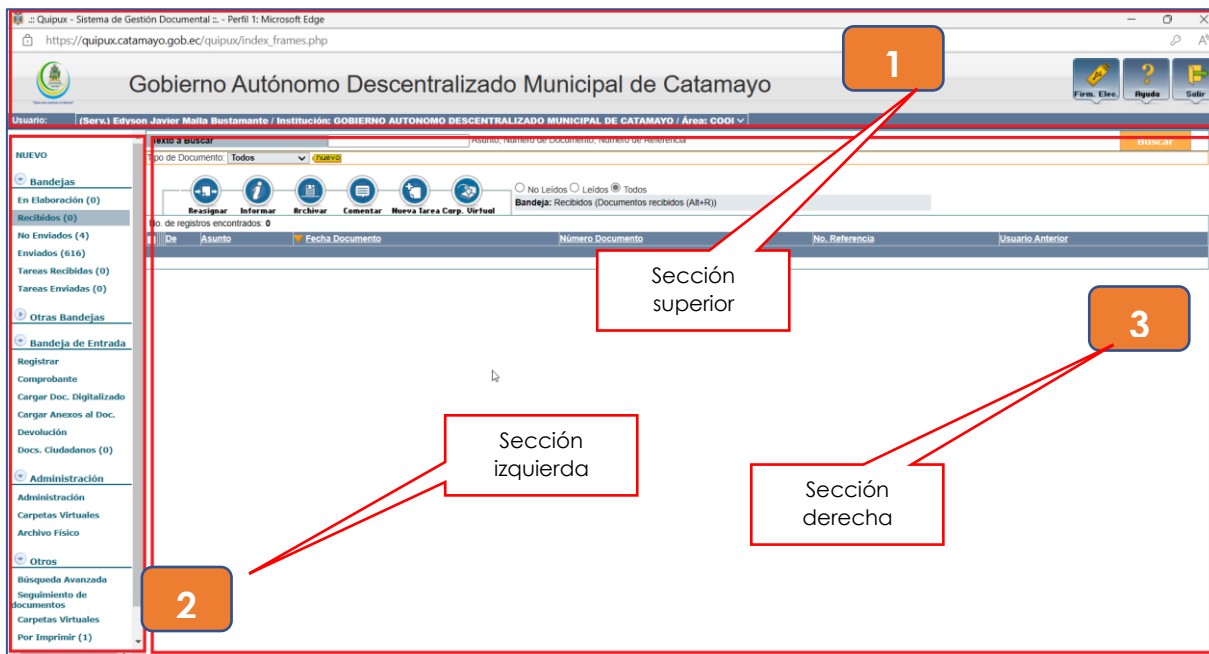 .:: Quipux - Sistema de Gestión Documental ::. - Perfil 1: Microsoft Edge
https://quipux.catamayo.gob.ec/quipux/index_frames.php
Gobierno Autónomo Descentralizado Municipal de Catamayo
1
Firm. Elec. Ayuda Salir
Usuario: (Serv.) Edyson Javier Malla Bustamante / Institución: GOBIERNO AUTONOMO DESCENTRALIZADO MUNICIPAL DE CATAMAYO / Área: COOI
Texto a Buscar Asunto, Número de Documento, Número de Referencia Buscar
Tipo de Documento: Todos nuevo
Reasignar Informar Archivar Comentar Nueva Tarea Carp. Virtual
No Leídos Leídos Todos
Bandeja: Recibidos (Documentos recibidos (Alt+R))
No. de registros encontrados: 0
De Asunto Fecha Documento Número Documento No. Referencia Usuario Anterior
NUEVO
Bandejas
En Elaboración (0)
Recibidos (0)
No Enviados (4)
Enviados (616)
Tareas Recibidas (0)
Tareas Enviadas (0)
Otras Bandejas
Bandeja de Entrada
Registrar
Comprobante
Cargar Doc. Digitalizado
Cargar Anexos al Doc.
Devolución
Docs. Ciudadanos (0)
Administración
Administración
Carpetas Virtuales
Archivo Físico
Otros
Búsqueda Avanzada
Seguimiento de
documentos
Carpetas Virtuales
Por Imprimir (1)
Sección
superior
3
Sección
izquierda
Sección
derecha
2